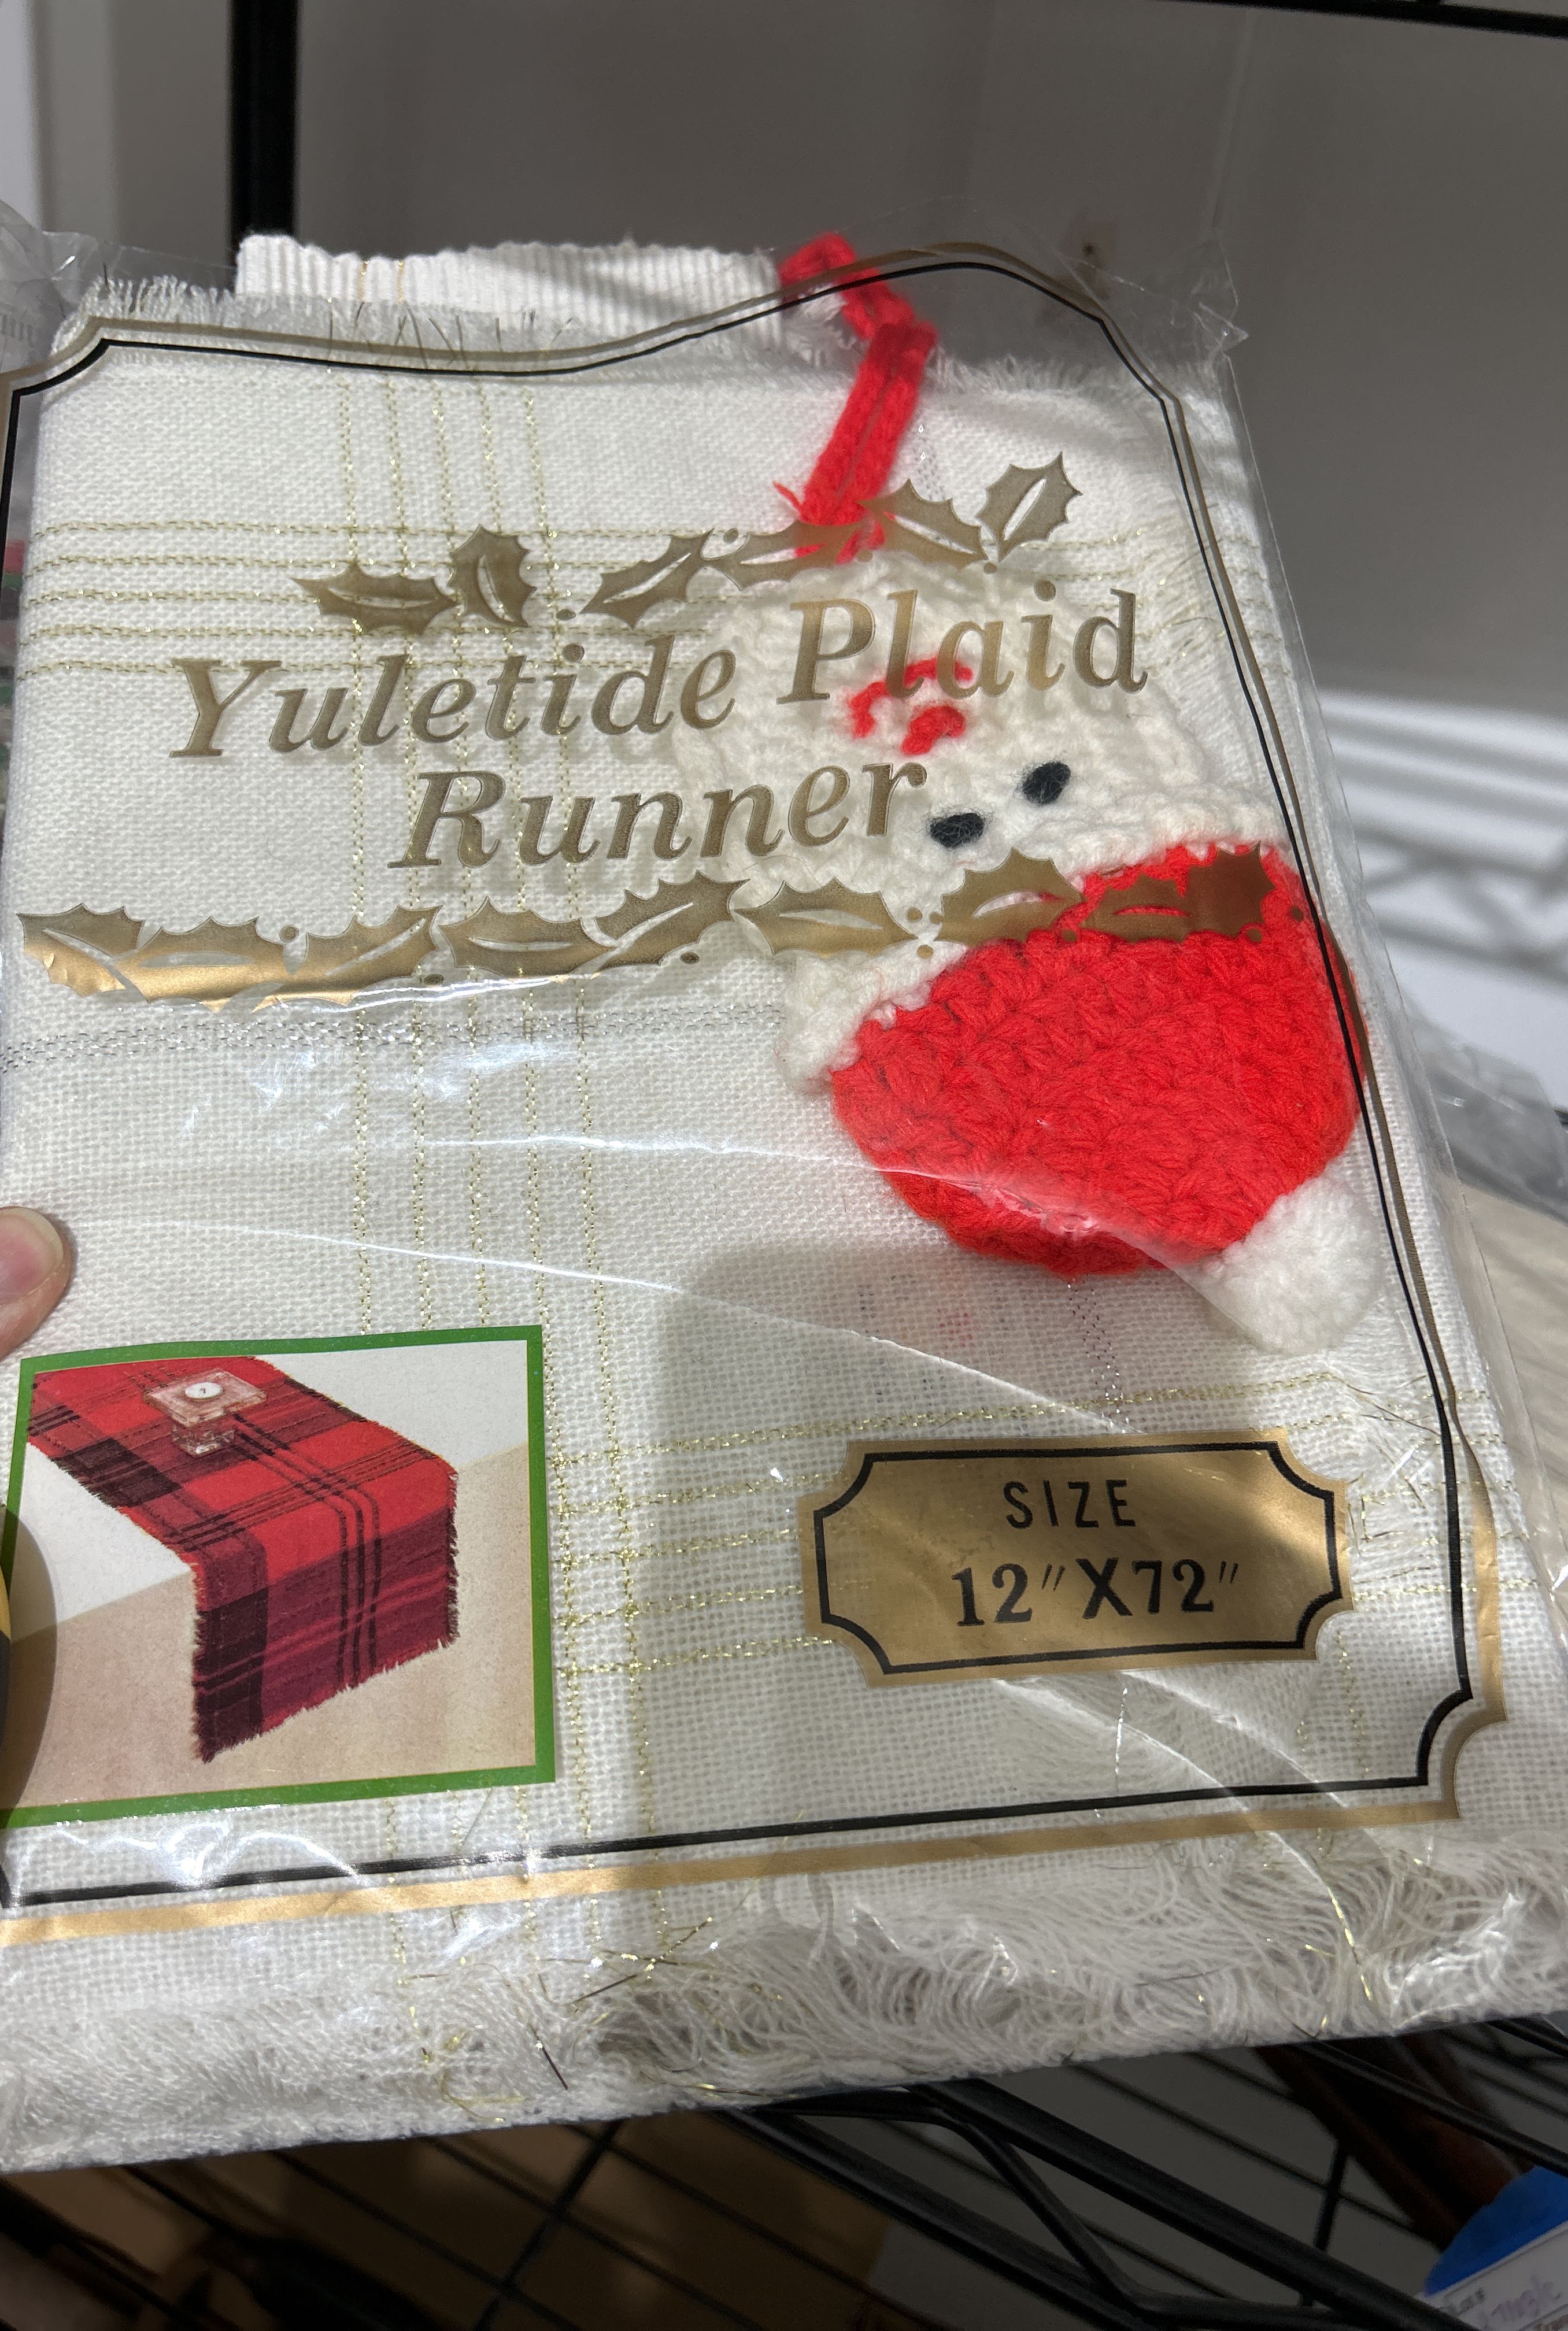 Yuletide Plaid
Runner
SIZE
12"X72"